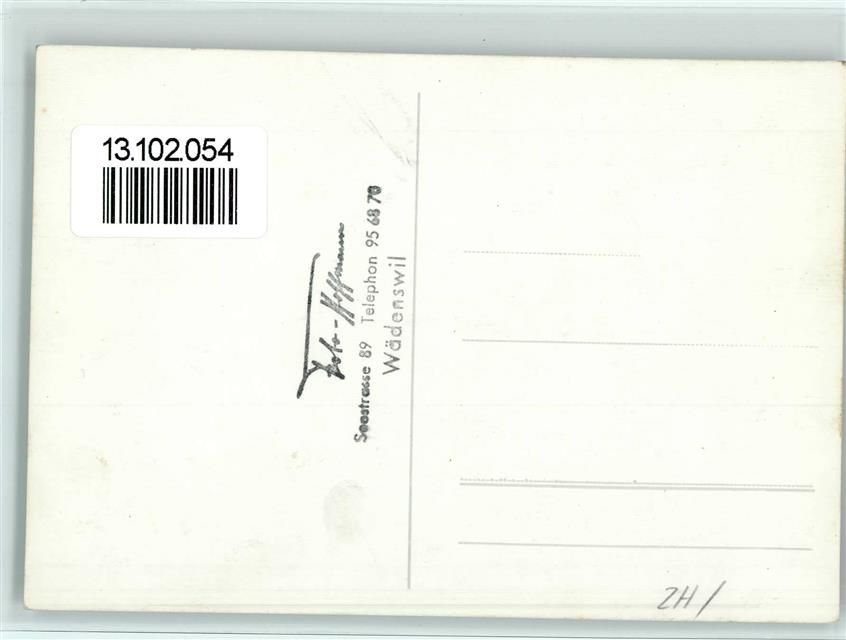 13.102.054
Foto-Hoffmann
Seestrasse 89 Telephon 95 68 70
Wädenswil
ZH/